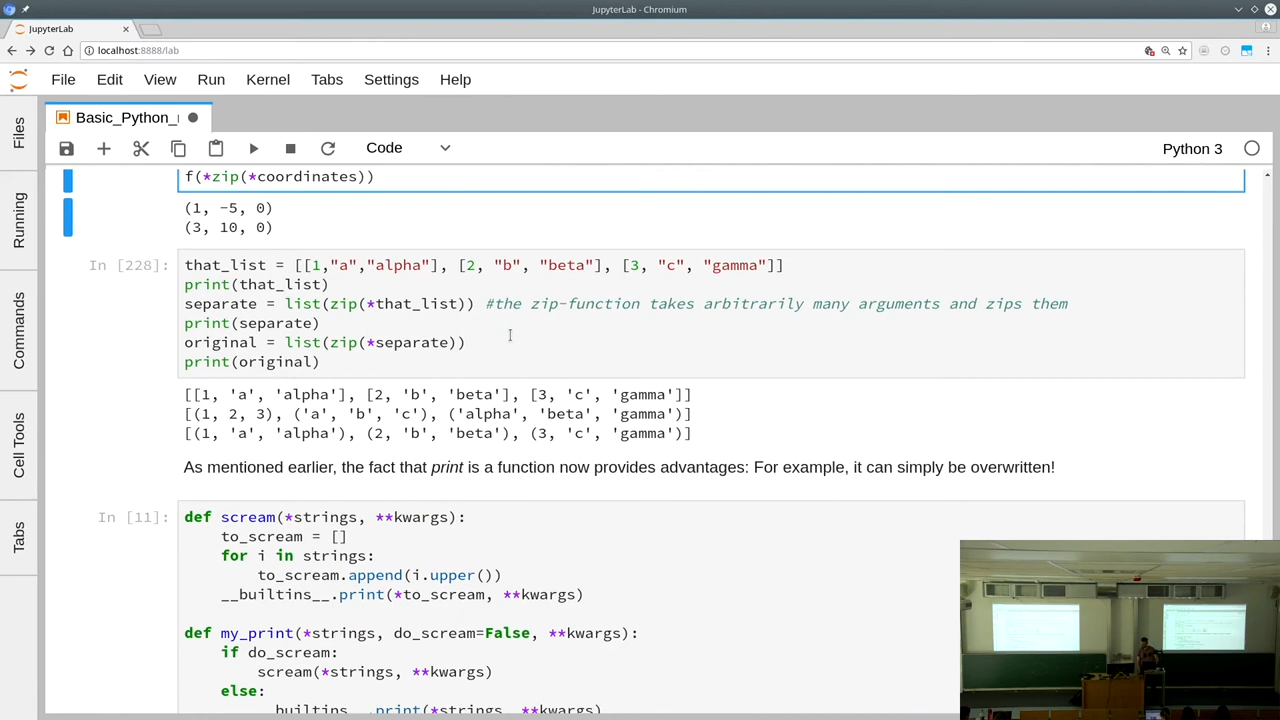 JupyterLab - Chromium
JupyterLab
localhost:8888/lab
File Edit View Run Kernel Tabs Settings Help
Files
Running
Commands
Cell Tools
Tabs
Basic_Python_
Code
Python 3
f(*zip(*coordinates))
(1, -5, 0)
(3, 10, 0)
In [228]:
that_list = [[1,"a","alpha"], [2, "b", "beta"], [3, "c", "gamma"]]
print(that_list)
separate = list(zip(*that_list)) #the zip-function takes arbitrarily many arguments and zips them
print(separate)
original = list(zip(*separate))
print(original)
[[1, 'a', 'alpha'], [2, 'b', 'beta'], [3, 'c', 'gamma']]
[(1, 2, 3), ('a', 'b', 'c'), ('alpha', 'beta', 'gamma')]
[(1, 'a', 'alpha'), (2, 'b', 'beta'), (3, 'c', 'gamma')]
As mentioned earlier, the fact that print is a function now provides advantages: For example, it can simply be overwritten!
In [11]:
def scream(*strings, **kwargs):
to_scream = []
for i in strings:
to_scream.append(i.upper())
__builtins__.print(*to_scream, **kwargs)
def my_print(*strings, do_scream=False, **kwargs):
if do_scream:
scream(*strings, **kwargs)
else:
__builtins__.print(*strings, **kwargs)